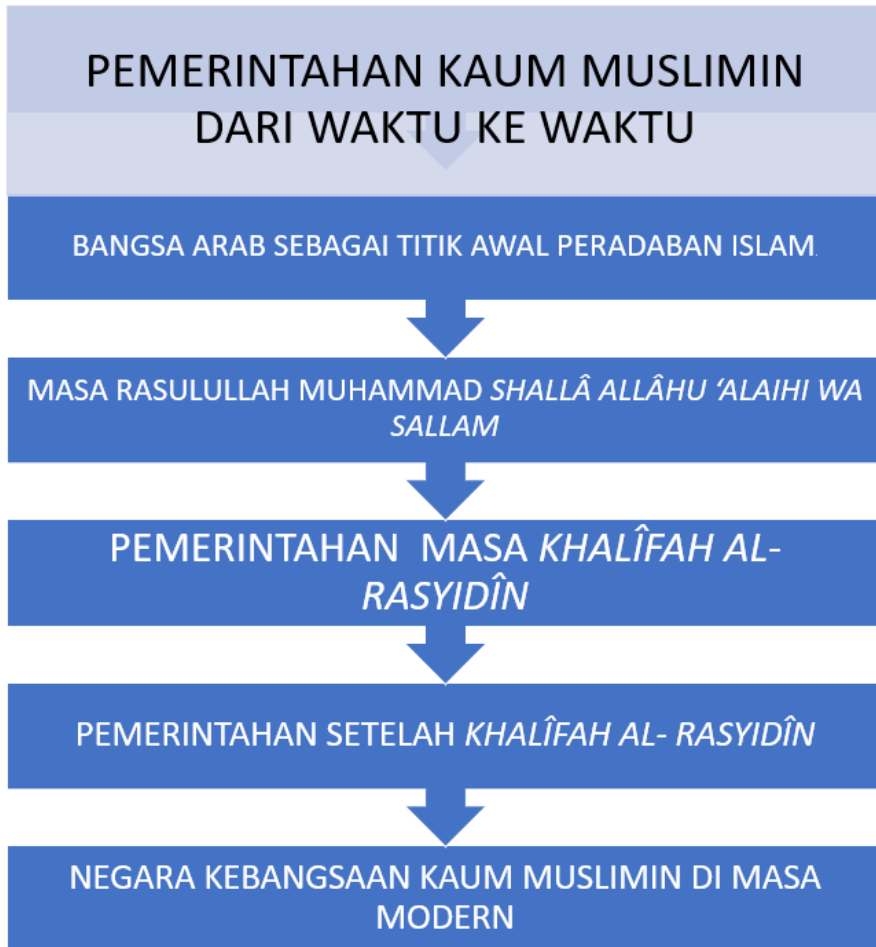 PEMERINTAHAN KAUM MUSLIMIN
DARI WAKTU KE WAKTU
BANGSA ARAB SEBAGAI TITIK AWAL PERADABAN ISLAM.
MASA RASULULLAH MUHAMMAD SHALLÂ ALLÂHU ‘ALAIHI WA
SALLAM
PEMERINTAHAN MASA KHALÎFAH AL-
RASYIDÎN
PEMERINTAHAN SETELAH KHALÎFAH AL- RASYIDÎN
NEGARA KEBANGSAAN KAUM MUSLIMIN DI MASA
MODERN